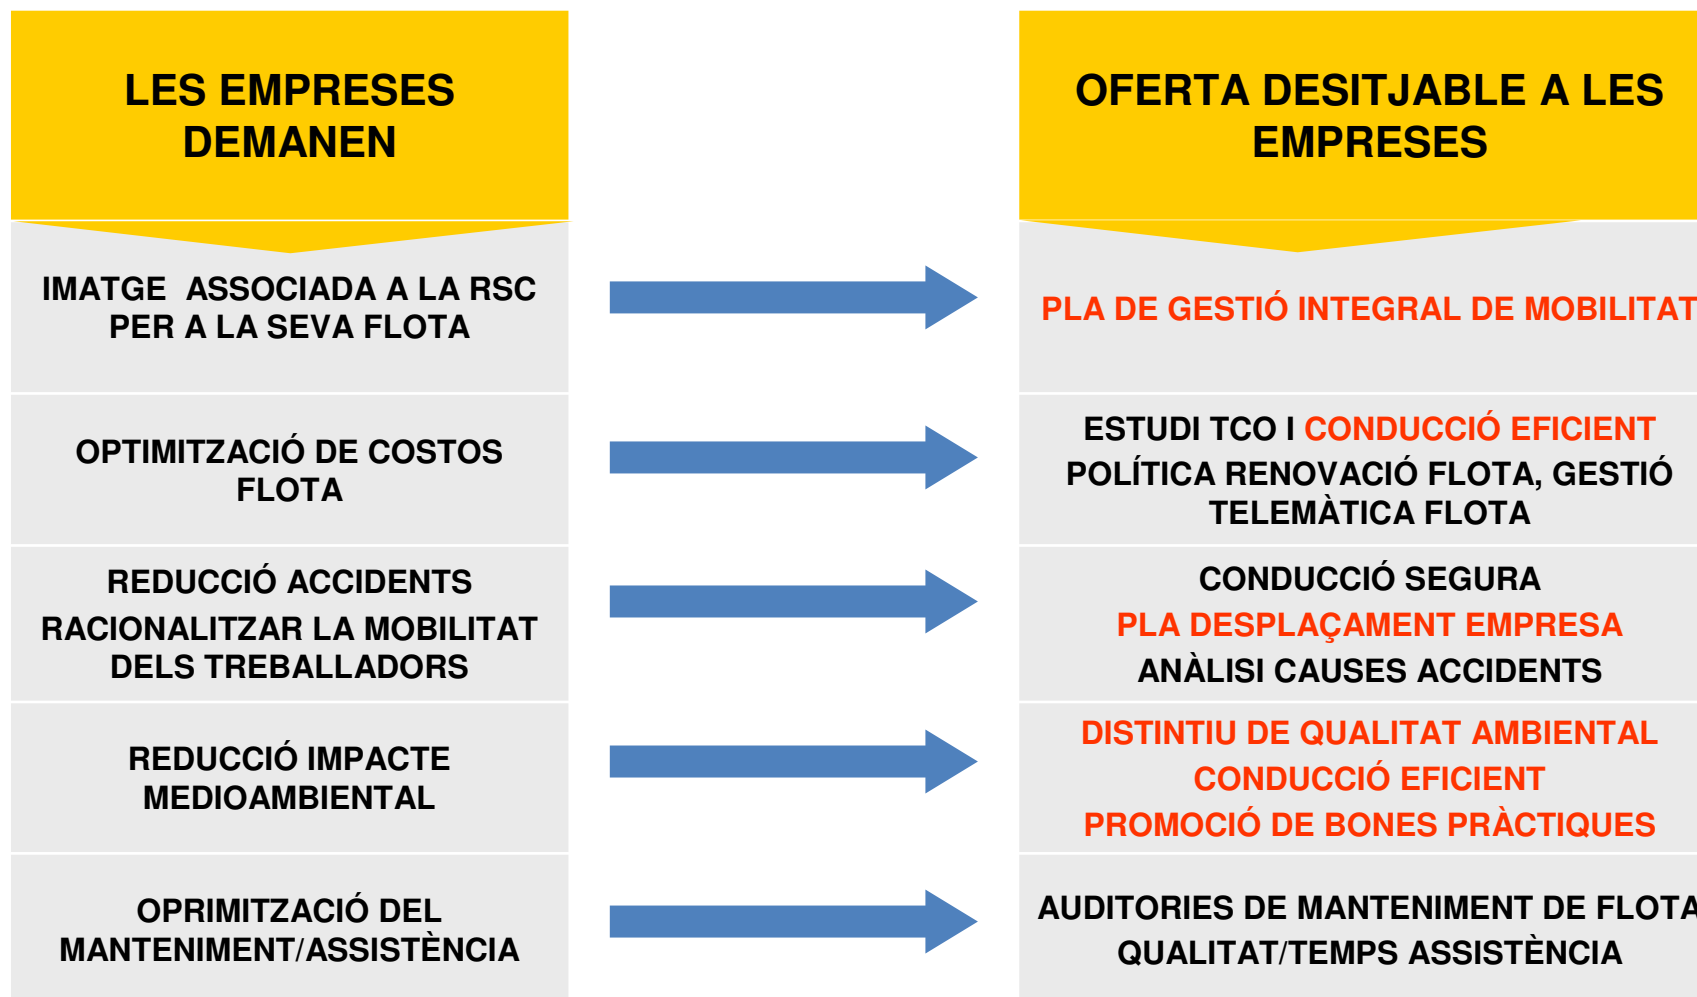 LES EMPRESES
DEMANEN
OFERTA DESITJABLE A LES
EMPRESES
IMATGE ASSOCIADA A LA RSC
PER A LA SEVA FLOTA
PLA DE GESTIÓ INTEGRAL DE MOBILITAT
OPTIMITZACIÓ DE COSTOS
FLOTA
ESTUDI TCO I CONDUCCIÓ EFICIENT
POLÍTICA RENOVACIÓ FLOTA, GESTIÓ
TELEMÀTICA FLOTA
REDUCCIÓ ACCIDENTS
RACIONALITZAR LA MOBILITAT
DELS TREBALLADORS
CONDUCCIÓ SEGURA
PLA DESPLAÇAMENT EMPRESA
ANÀLISI CAUSES ACCIDENTS
REDUCCIÓ IMPACTE
MEDIOAMBIENTAL
DISTINTIU DE QUALITAT AMBIENTAL
CONDUCCIÓ EFICIENT
PROMOCIÓ DE BONES PRÀCTIQUES
OPRIMITZACIÓ DEL
MANTENIMENT/ASSISTÈNCIA
AUDITORIES DE MANTENIMENT DE FLOTA
QUALITAT/TEMPS ASSISTÈNCIA